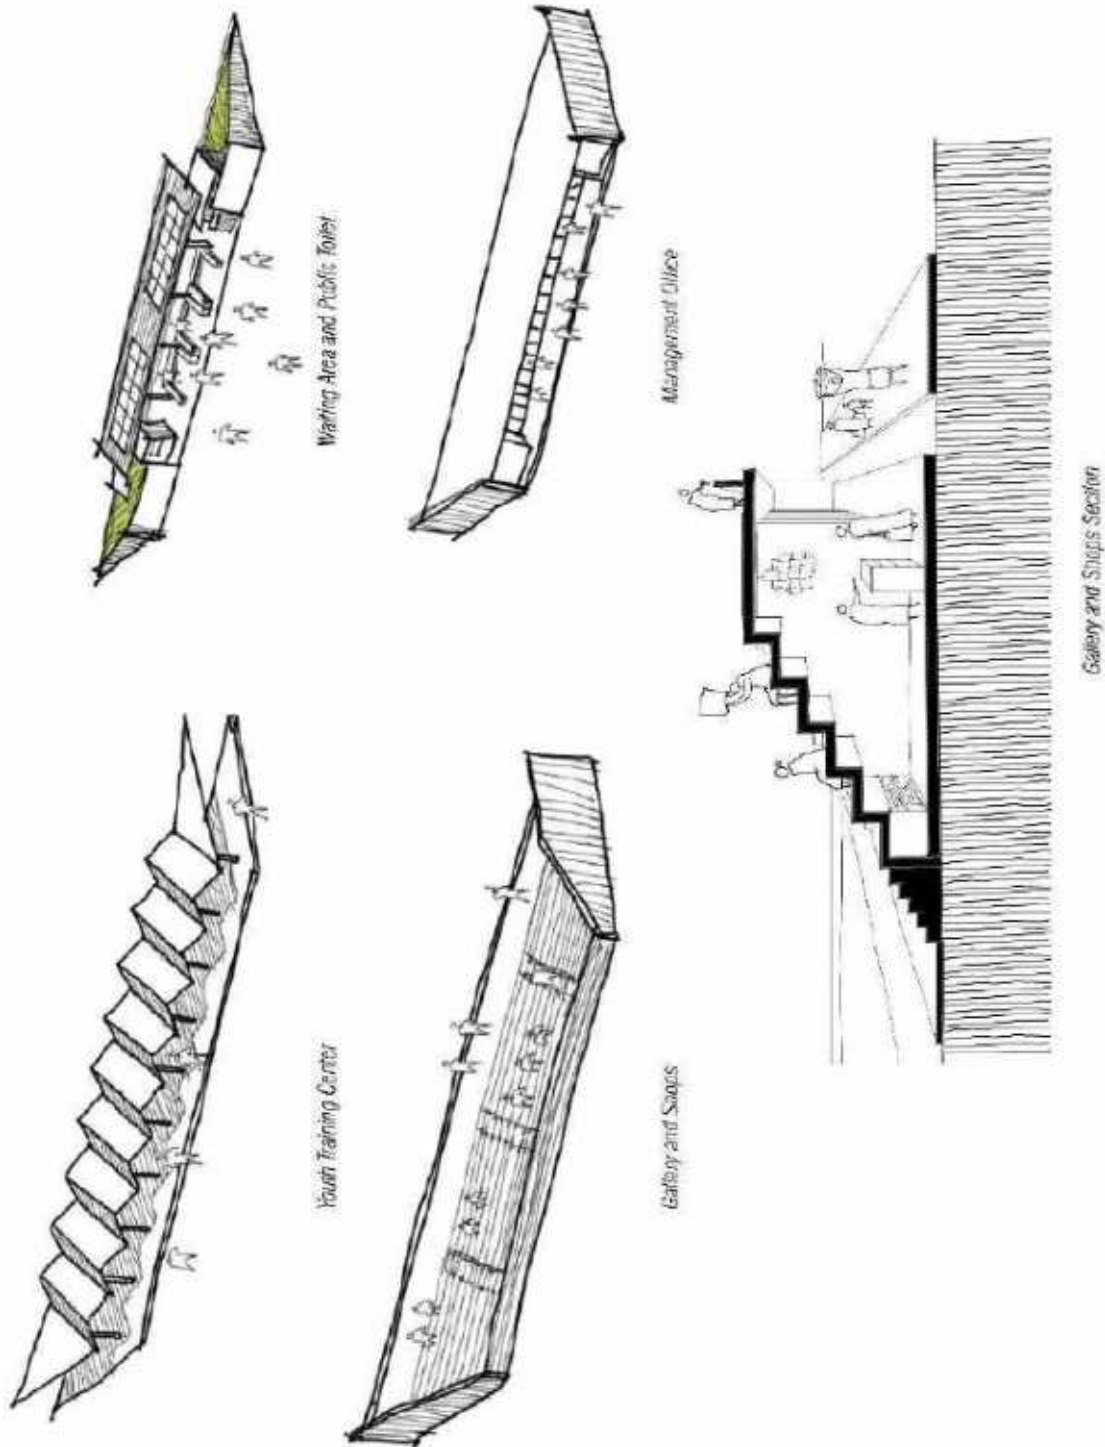 Youth Training Center
Waiting Area and Public Toilet
Gallery and Shops
Management Office
Gallery and Shops Section